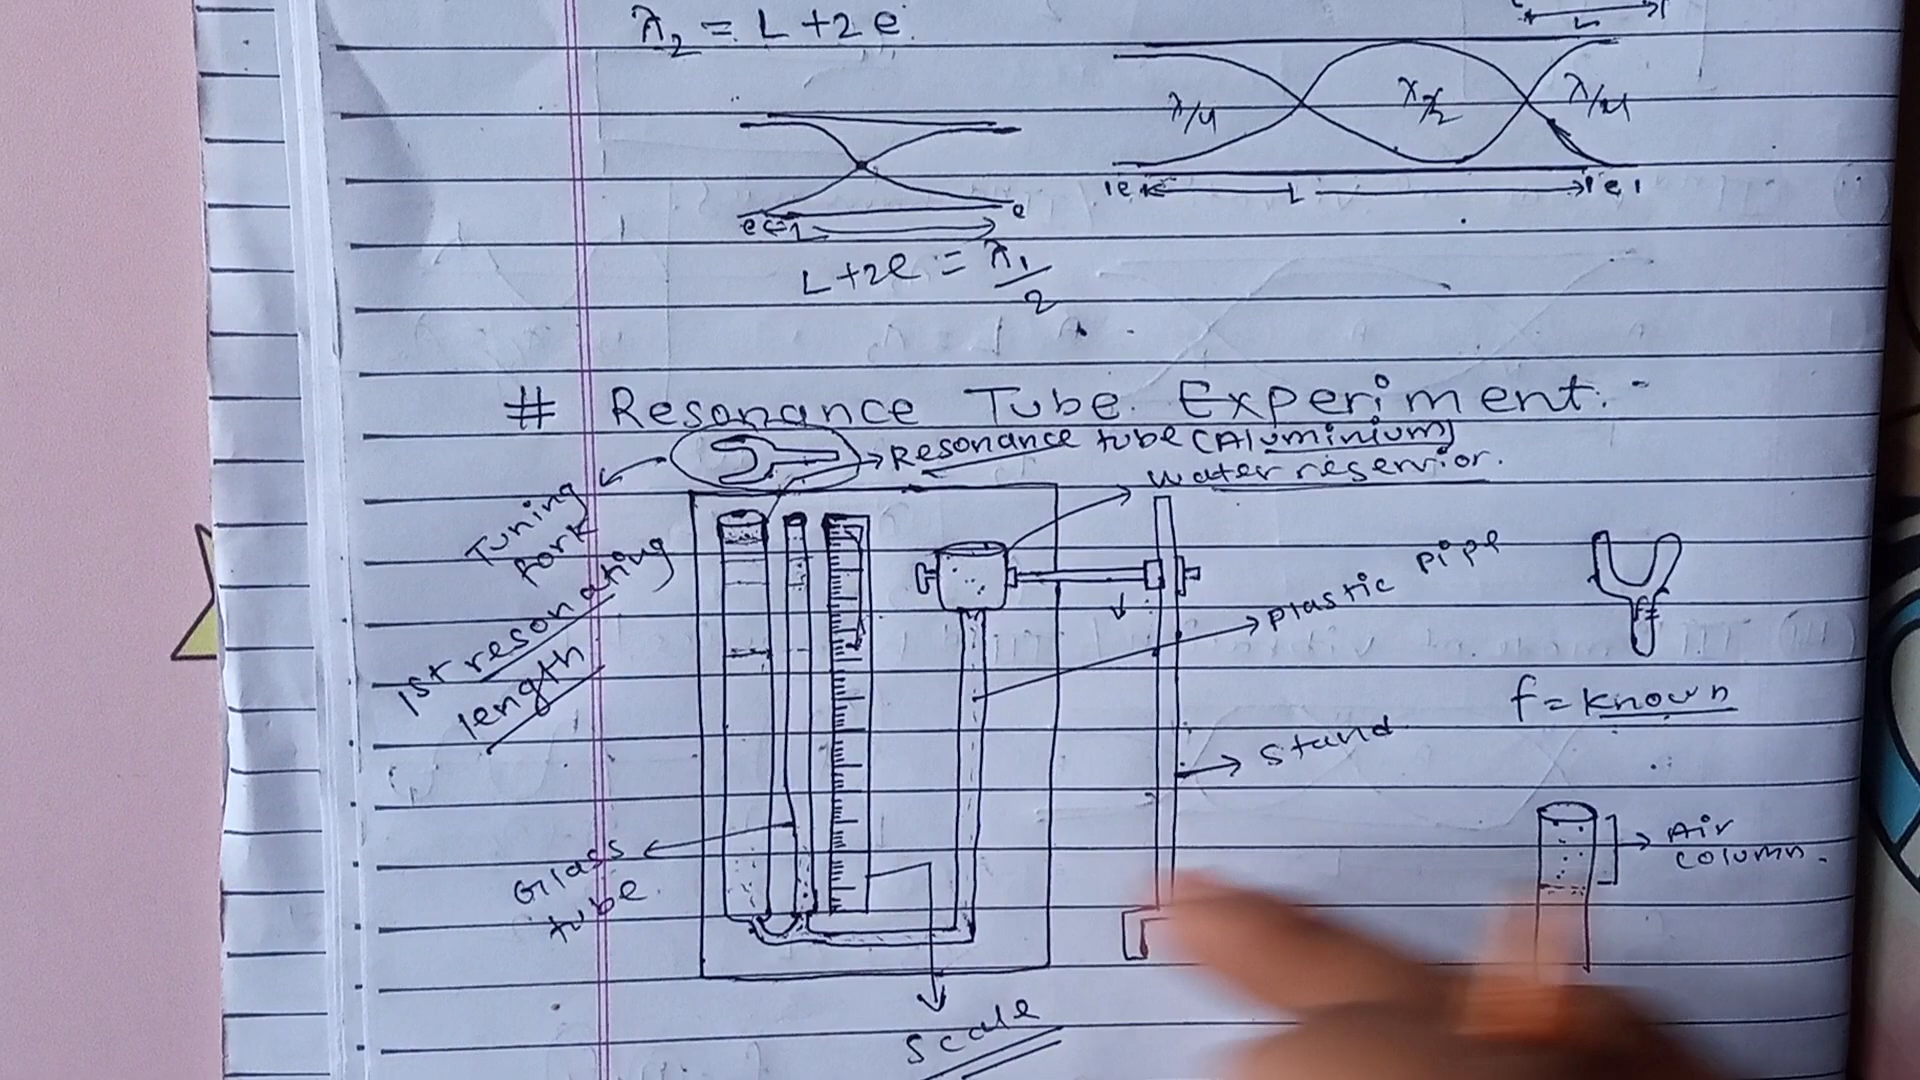 λ₂ = L + 2e
L
λ/4
λ/2
λ/4
e
L
e
e
L
e
L + 2e = λ₁/2
# Resonance Tube Experiment:-
Resonance tube (Aluminium)
water reservior.
Tuning
fork
1st resonating
length
plastic pipe
f = known
stand
Glass
tube
Air
column.
scale